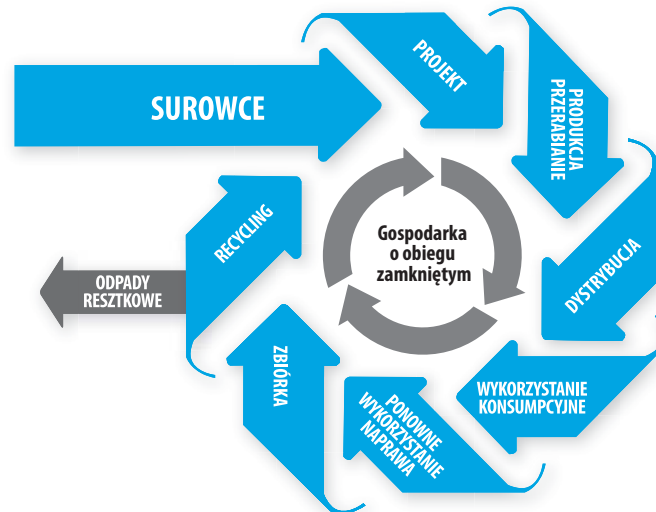 SUROWCE
PROJEKT
PRODUKCJA
PRZERABIANIE
DYSTRYBUCJA
WYKORZYSTANIE
KONSUMPCYJNE
PONOWNE
WYKORZYSTANIE
NAPRAWA
ZBIÓRKA
RECYCLING
ODPADY
RESZTKOWE
Gospodarka
o obiegu
zamkniętym